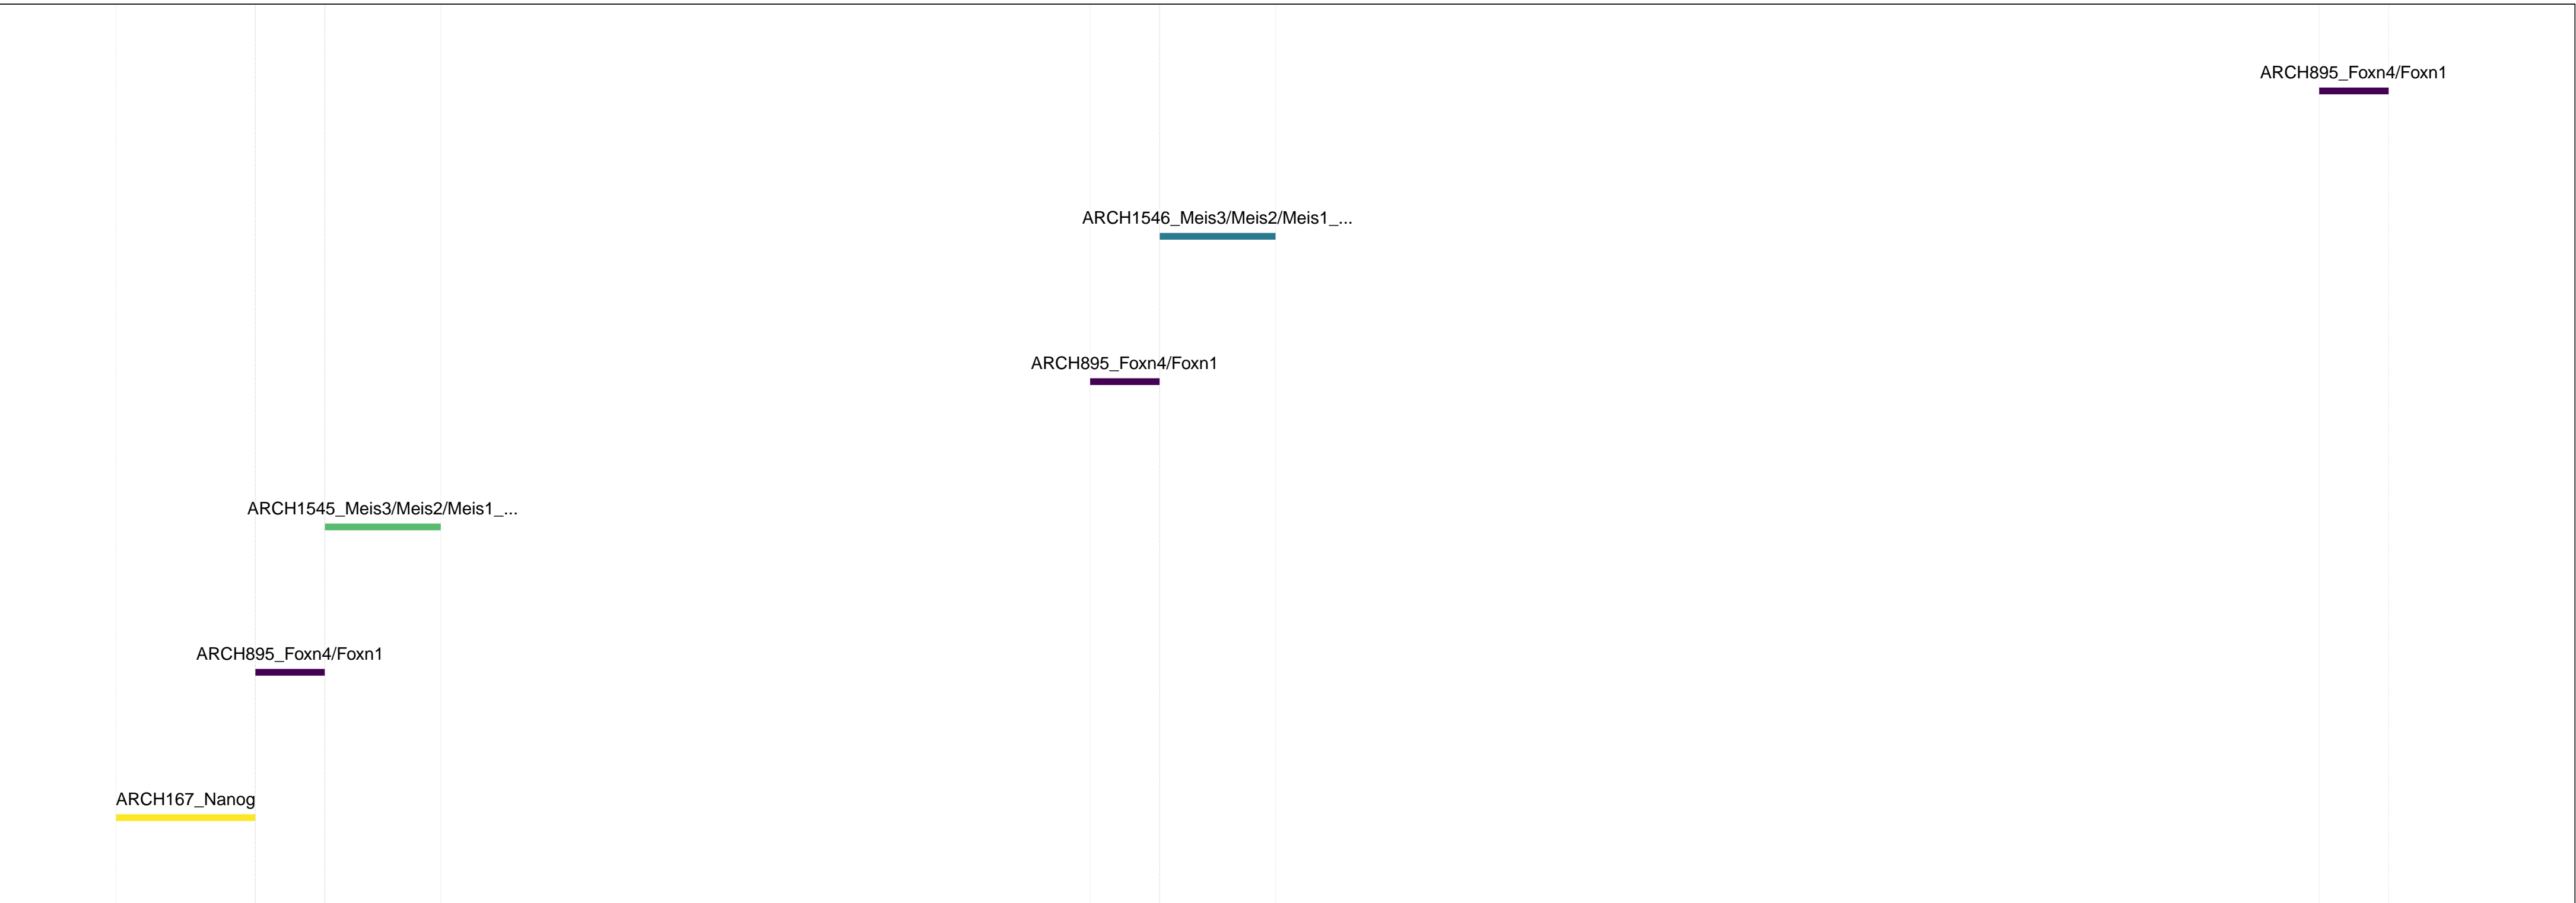 ARCH895_Foxn4/Foxn1
ARCH1546_Meis3/Meis2/Meis1_...
ARCH895_Foxn4/Foxn1
ARCH1545_Meis3/Meis2/Meis1_...
ARCH895_Foxn4/Foxn1
ARCH167_Nanog